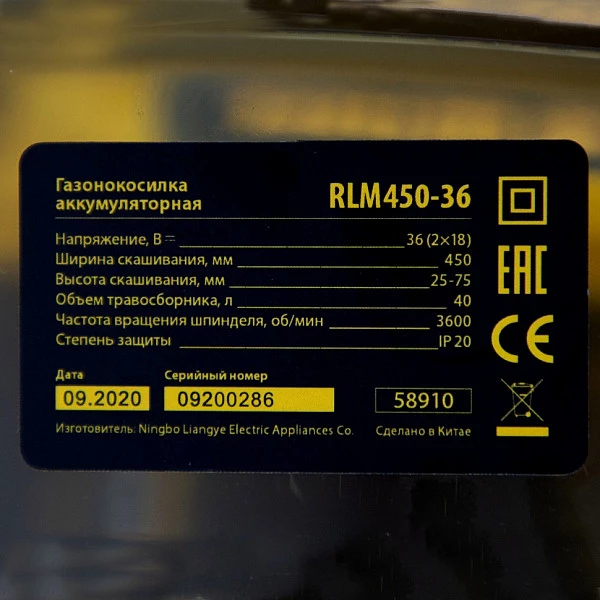 Газонокосилка
аккумуляторная
RLM450-36
Напряжение, В⎓ 36 (2×18)
Ширина скашивания, мм 450
Высота скашивания, мм 25-75
Объем травосборника, л 40
Частота вращения шпинделя, об/мин 3600
Степень защиты IP 20
Дата Серийный номер
09.2020 09200286 58910
Изготовитель: Ningbo Liangye Electric Appliances Co. Сделано в Китае
EAC
CE